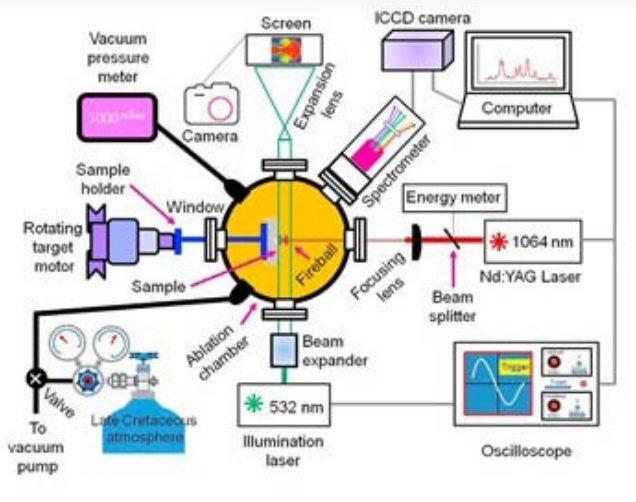 Screen
ICCD camera
Vacuum
pressure
meter
1000 mbar
Camera
Expansion
lens
Computer
Spectrometer
Sample
holder
Window
Energy meter
Rotating
target
motor
1064 nm
Nd:YAG Laser
Sample
Fireball
Focusing
lens
Beam
splitter
Ablation
chamber
Beam
expander
Trigger
Trigger
Valve
Late Cretaceous
atmosphere
532 nm
To
vacuum
pump
Illumination
laser
Oscilloscope